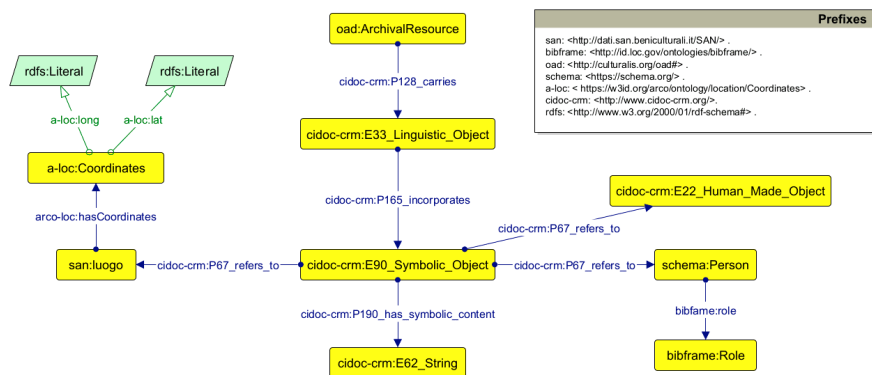 oad:ArchivalResource
Prefixes
san: <http://dati.san.beniculturali.it/SAN/> .
bibframe: <http://id.loc.gov/ontologies/bibframe/> .
oad: <http://culturalis.org/oad#> .
schema: <https://schema.org/> .
a-loc: < https://w3id.org/arco/ontology/location/Coordinates> .
cidoc-crm: <http://www.cidoc-crm.org/>.
rdfs: <http://www.w3.org/2000/01/rdf-schema#> .
rdfs:Literal
rdfs:Literal
cidoc-crm:P128_carries
a-loc:long
a-loc:lat
cidoc-crm:E33_Linguistic_Object
a-loc:Coordinates
cidoc-crm:P165_incorporates
cidoc-crm:E22_Human_Made_Object
arco-loc:hasCoordinates
cidoc-crm:P67_refers_to
san:luogo
cidoc-crm:P67_refers_to
cidoc-crm:E90_Symbolic_Object
cidoc-crm:P67_refers_to
schema:Person
cidoc-crm:P190_has_symbolic_content
bibfame:role
cidoc-crm:E62_String
bibframe:Role